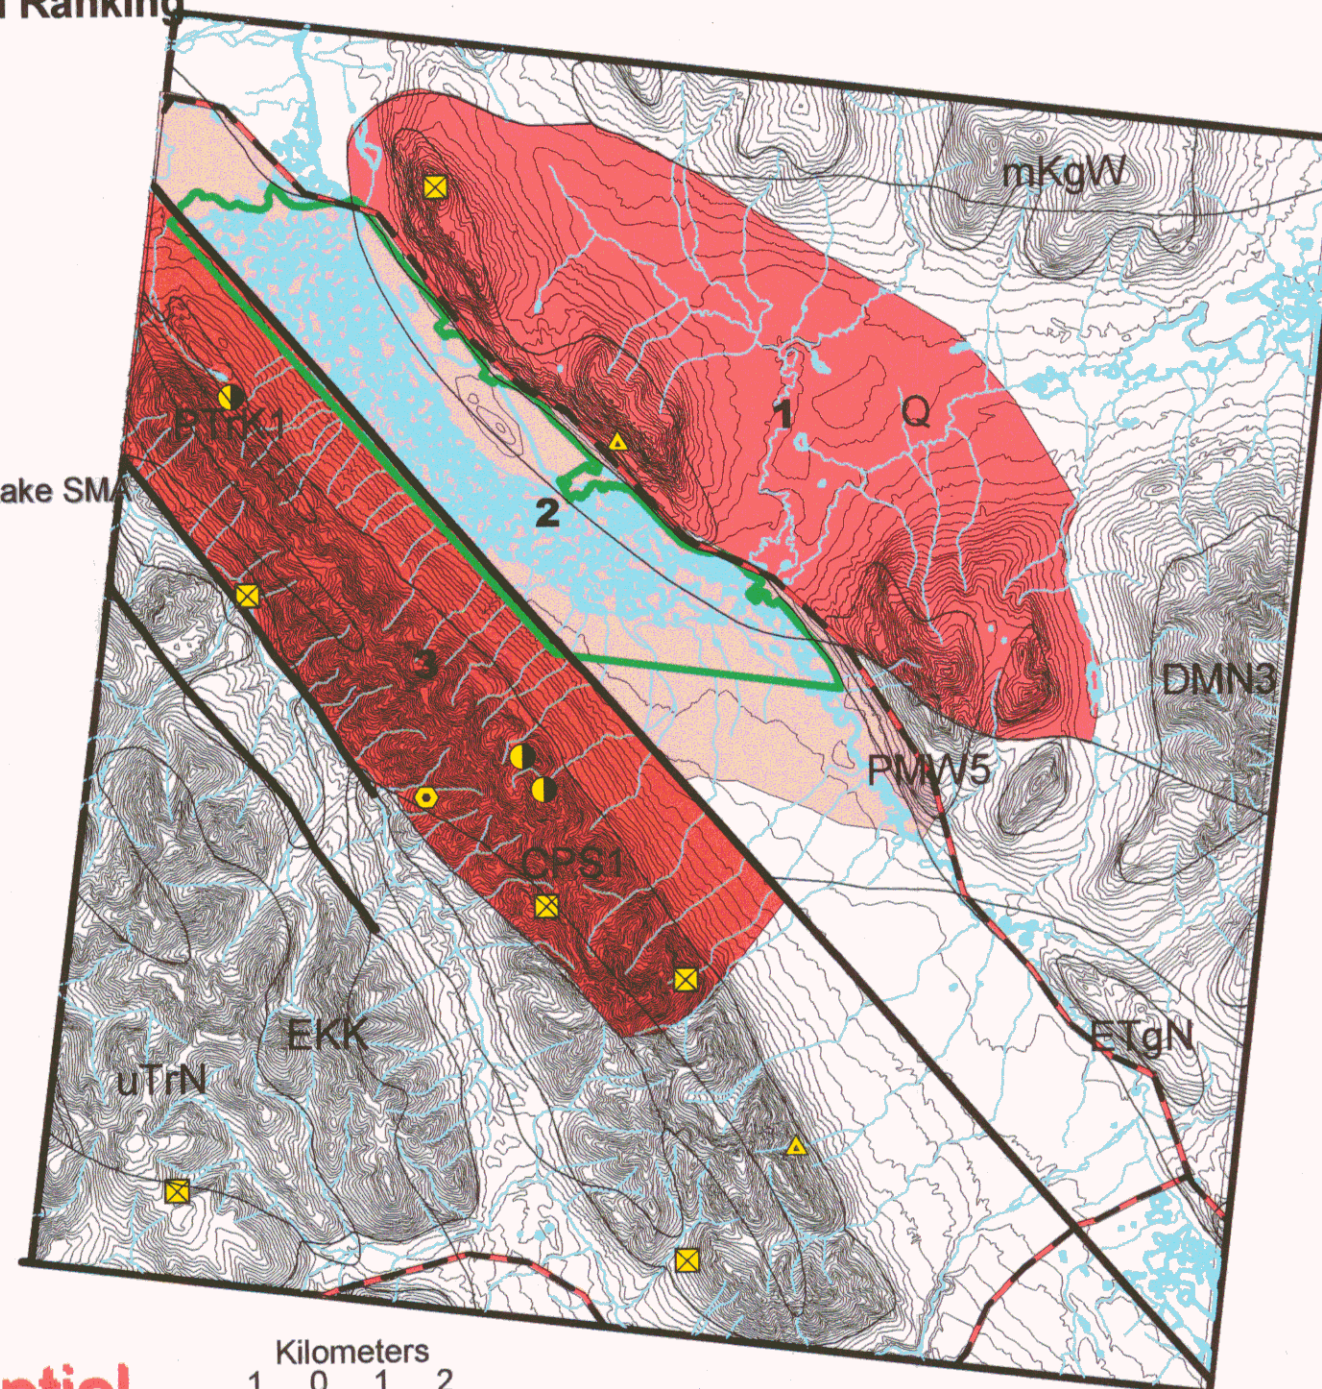 Ranking
mKgW
1
Q
PTrK1
ake SMA
2
3
DMN3
PMW5
CPS1
EKK
ETgN
uTrN
Kilometers
1 0 1 2
ntial